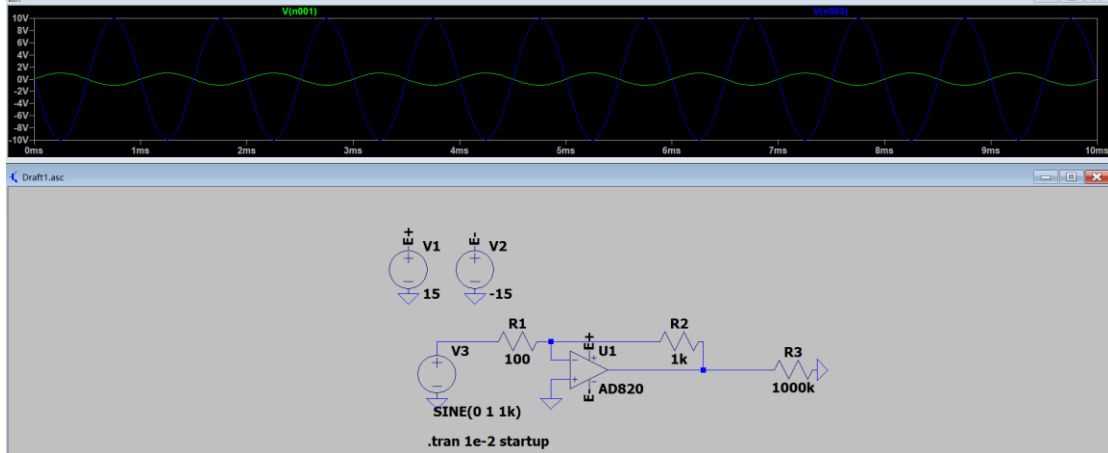 V(n001) V(n003)
10V
8V
6V
4V
2V
0V
-2V
-4V
-6V
-8V
-10V
0ms 1ms 2ms 3ms 4ms 5ms 6ms 7ms 8ms 9ms 10ms
Draft1.asc
E+ V1 E- V2
15 -15
R1 E+ R2
V3 U1 R3
100 1k
E- AD820 1000k
SINE(0 1 1k)
.tran 1e-2 startup